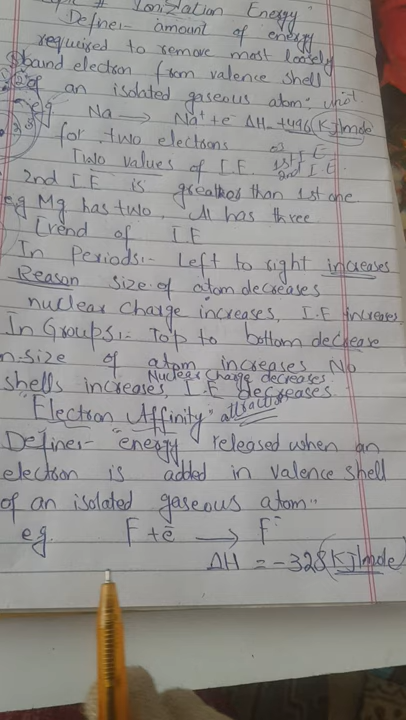 # Ionization Energy"
Define:- amount of energy
required to remove most loosely
bound electron from valence shell
of an isolated gaseous atom: unit
eg. Na → Na⁺+ē ΔH=+496 KJ/mole
for two electrons
Two values of I.E. 1st I E 2nd I.E.
2nd I E is greater than 1st one
eg Mg has two, Al has three
Trend of IE
In Periods:- Left to right increases
Reason size of atom decreases
nuclear charge increases, I.E increases
In Groups:- Top to bottom decrease
size of atom increases No
Nuclear Charge decreases
shells increases, I.E decreases.
"Electron Affinity"
Define:- "energy released when an
electron is added in valence shell
of an isolated gaseous atom"
eg. F + ē → F⁻
ΔH = -328 KJ/mole